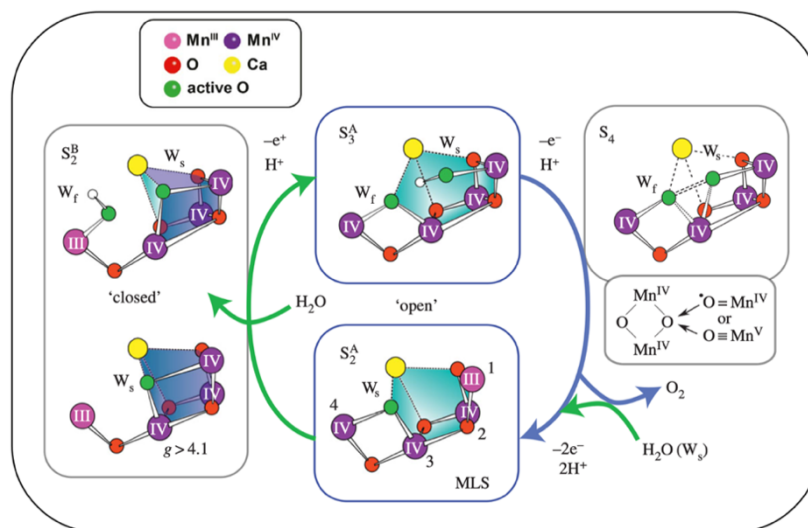 Mn^III Mn^IV
O Ca
active O
S₂^B
W_s
W_f
IV
IV
III
IV
'closed'
W_s
IV
IV
III
IV
g > 4.1
–e⁺
H⁺
H₂O
S₃^A
W_s
W_f
IV
IV
IV
IV
'open'
S₂^A
W_s
1
III
4
IV
IV
2
IV
3
MLS
–e⁻
H⁺
S₄
W_s
W_f
IV
IV
IV
IV
Mn^IV
O O
Mn^IV
•O = Mn^IV
or
O ≡ Mn^V
O₂
–2e⁻
2H⁺
H₂O (W_s)